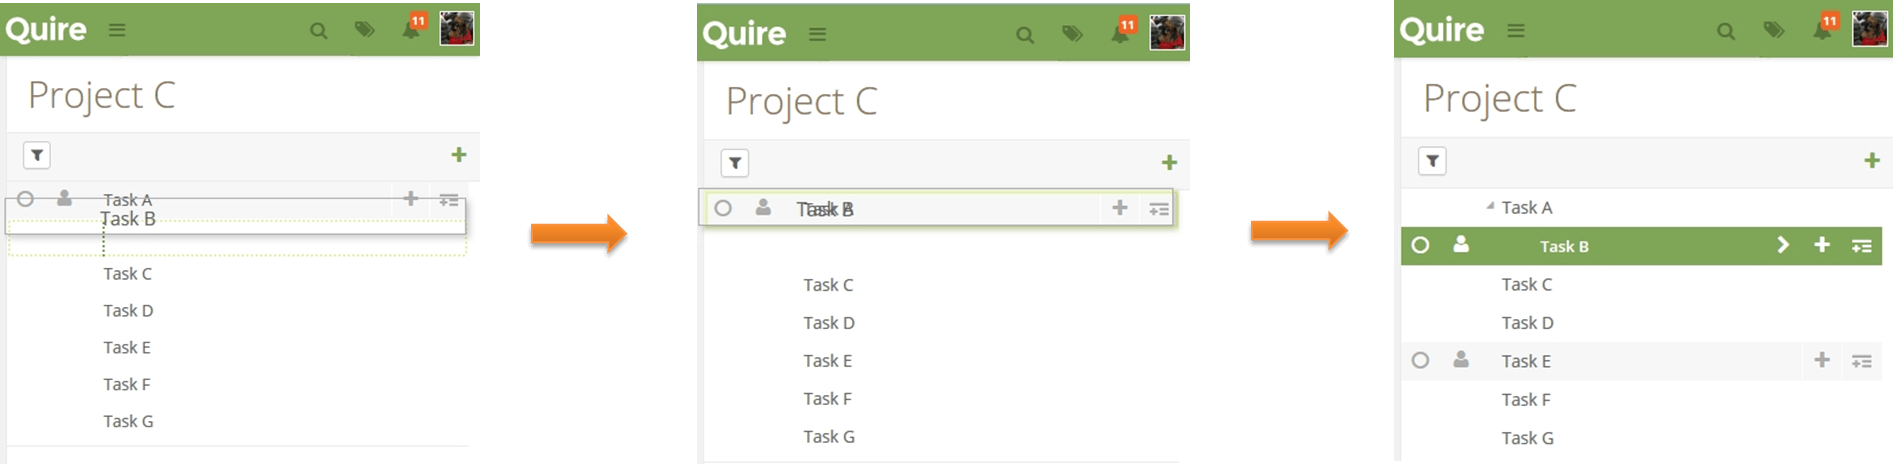 Quire
11
Project C
Task A
Task B
Task C
Task D
Task E
Task F
Task G
Quire
11
Project C
Task B
Task A
Task C
Task D
Task E
Task F
Task G
Quire
11
Project C
Task A
Task B
Task C
Task D
Task E
Task F
Task G